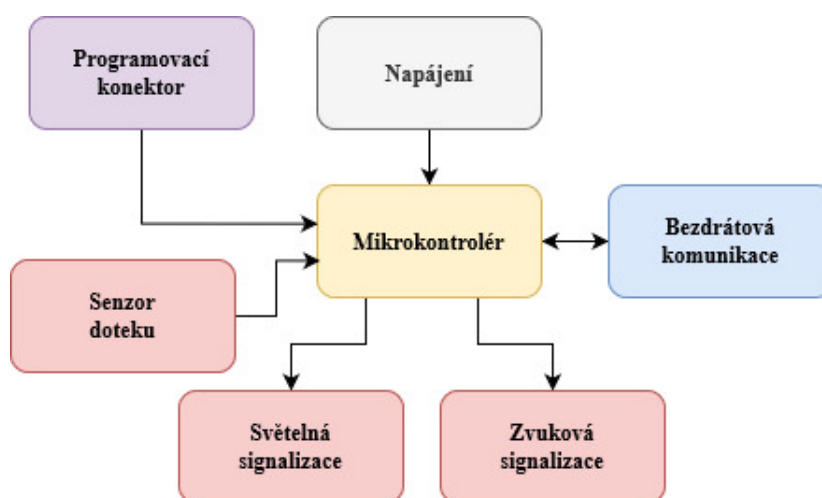 Programovací
konektor
Napájení
Mikrokontrolér
Bezdrátová
komunikace
Senzor
doteku
Světelná
signalizace
Zvuková
signalizace